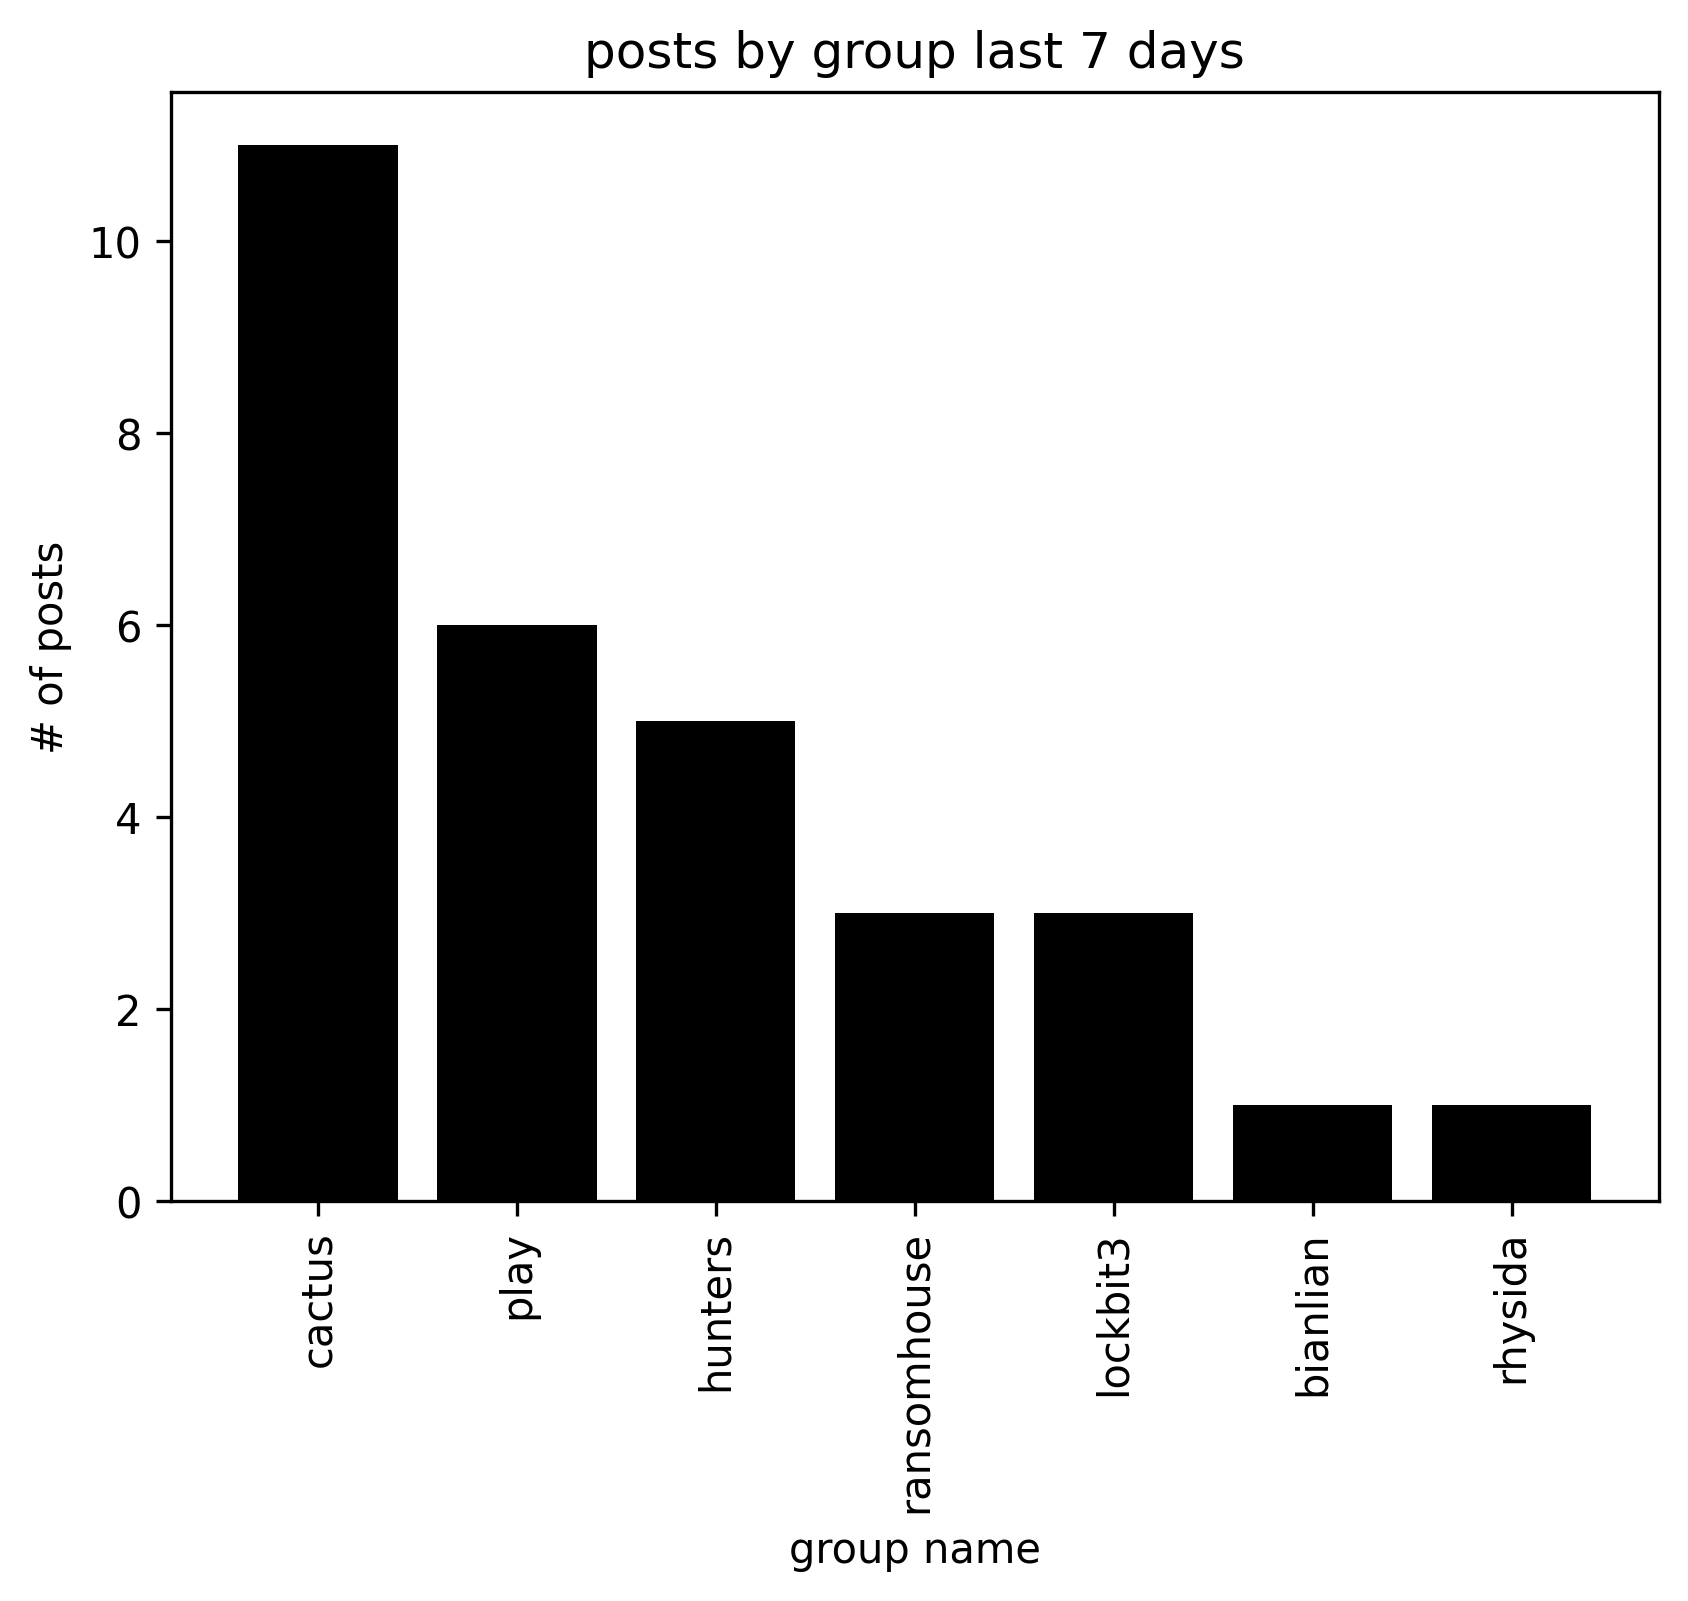 posts by group last 7 days
# of posts
10
8
6
4
2
0
cactus
play
hunters
ransomhouse
lockbit3
bianlian
rhysida
group name